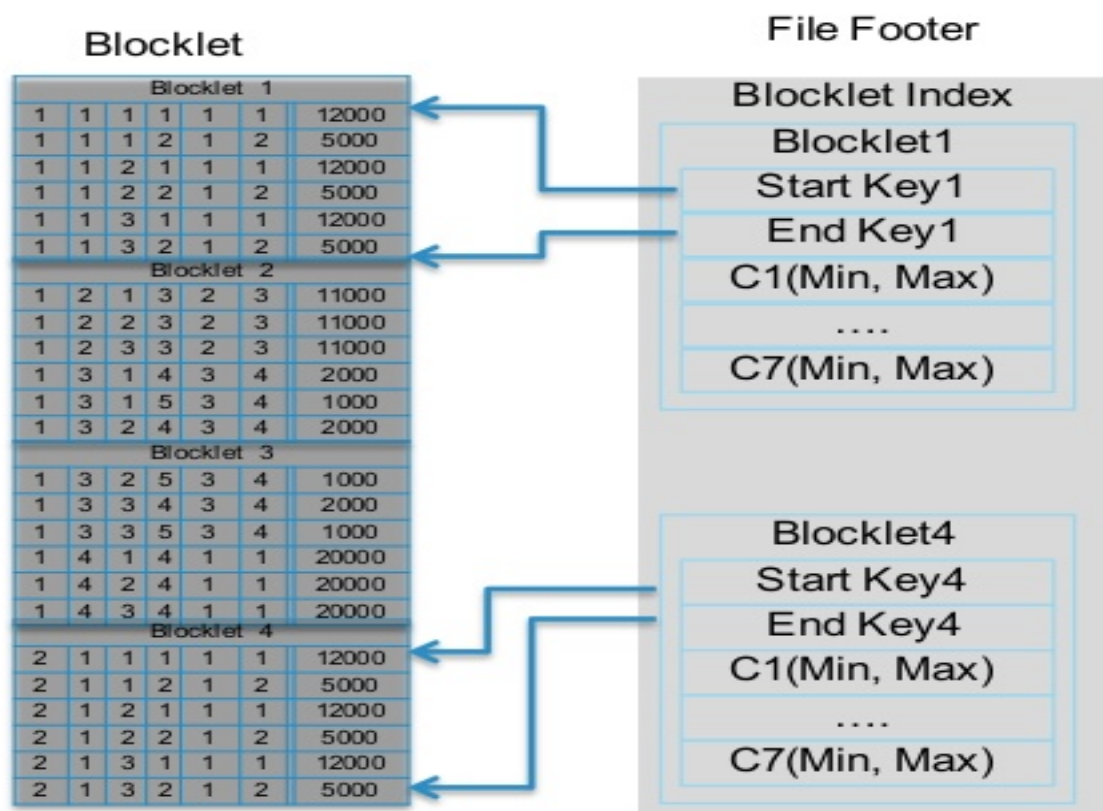 Blocklet
Blocklet 1
1 1 1 1 1 1 12000
1 1 1 2 1 2 5000
1 1 2 1 1 1 12000
1 1 2 2 1 2 5000
1 1 3 1 1 1 12000
1 1 3 2 1 2 5000
Blocklet 2
1 2 1 3 2 3 11000
1 2 2 3 2 3 11000
1 2 3 3 2 3 11000
1 3 1 4 3 4 2000
1 3 1 5 3 4 1000
1 3 2 4 3 4 2000
Blocklet 3
1 3 2 5 3 4 1000
1 3 3 4 3 4 2000
1 3 3 5 3 4 1000
1 4 1 4 1 1 20000
1 4 2 4 1 1 20000
1 4 3 4 1 1 20000
Blocklet 4
2 1 1 1 1 1 12000
2 1 1 2 1 2 5000
2 1 2 1 1 1 12000
2 1 2 2 1 2 5000
2 1 3 1 1 1 12000
2 1 3 2 1 2 5000
File Footer
Blocklet Index
Blocklet1
Start Key1
End Key1
C1(Min, Max)
....
C7(Min, Max)
Blocklet4
Start Key4
End Key4
C1(Min, Max)
....
C7(Min, Max)